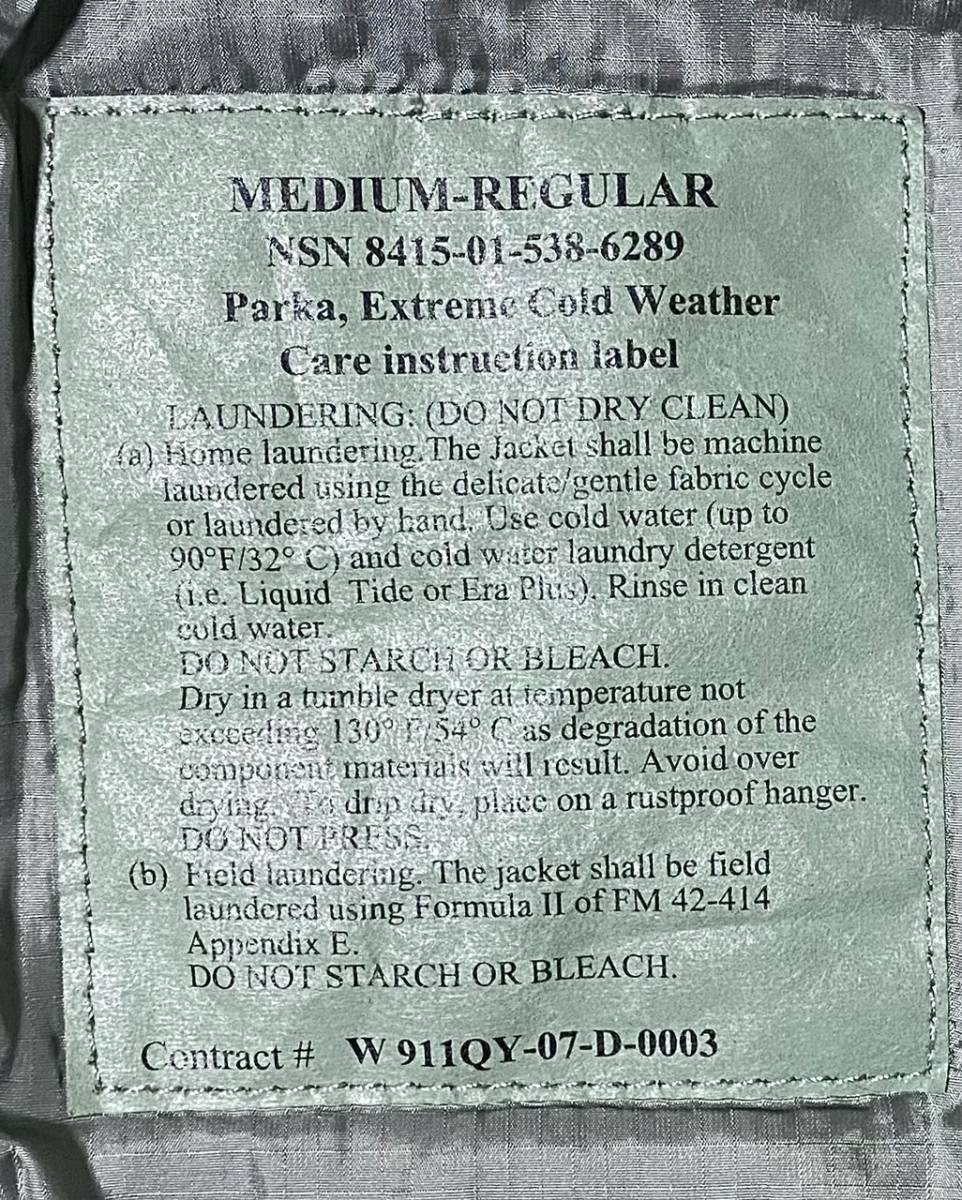 MEDIUM-REGULAR
NSN 8415-01-538-6289
Parka, Extreme Cold Weather
Care instruction label
LAUNDERING: (DO NOT DRY CLEAN)
(a) Home laundering. The Jacket shall be machine
laundered using the delicate/gentle fabric cycle
or laundered by hand. Use cold water (up to
90°F/32° C) and cold water laundry detergent
(i.e. Liquid Tide or Era Plus). Rinse in clean
cold water.
DO NOT STARCH OR BLEACH.
Dry in a tumble dryer at temperature not
exceeding 130° F/54° C as degradation of the
component materials will result. Avoid over
drying. To drip dry, place on a rustproof hanger.
DO NOT PRESS.
(b) Field laundering. The jacket shall be field
laundered using Formula II of FM 42-414
Appendix E.
DO NOT STARCH OR BLEACH.
Contract # W 911QY-07-D-0003